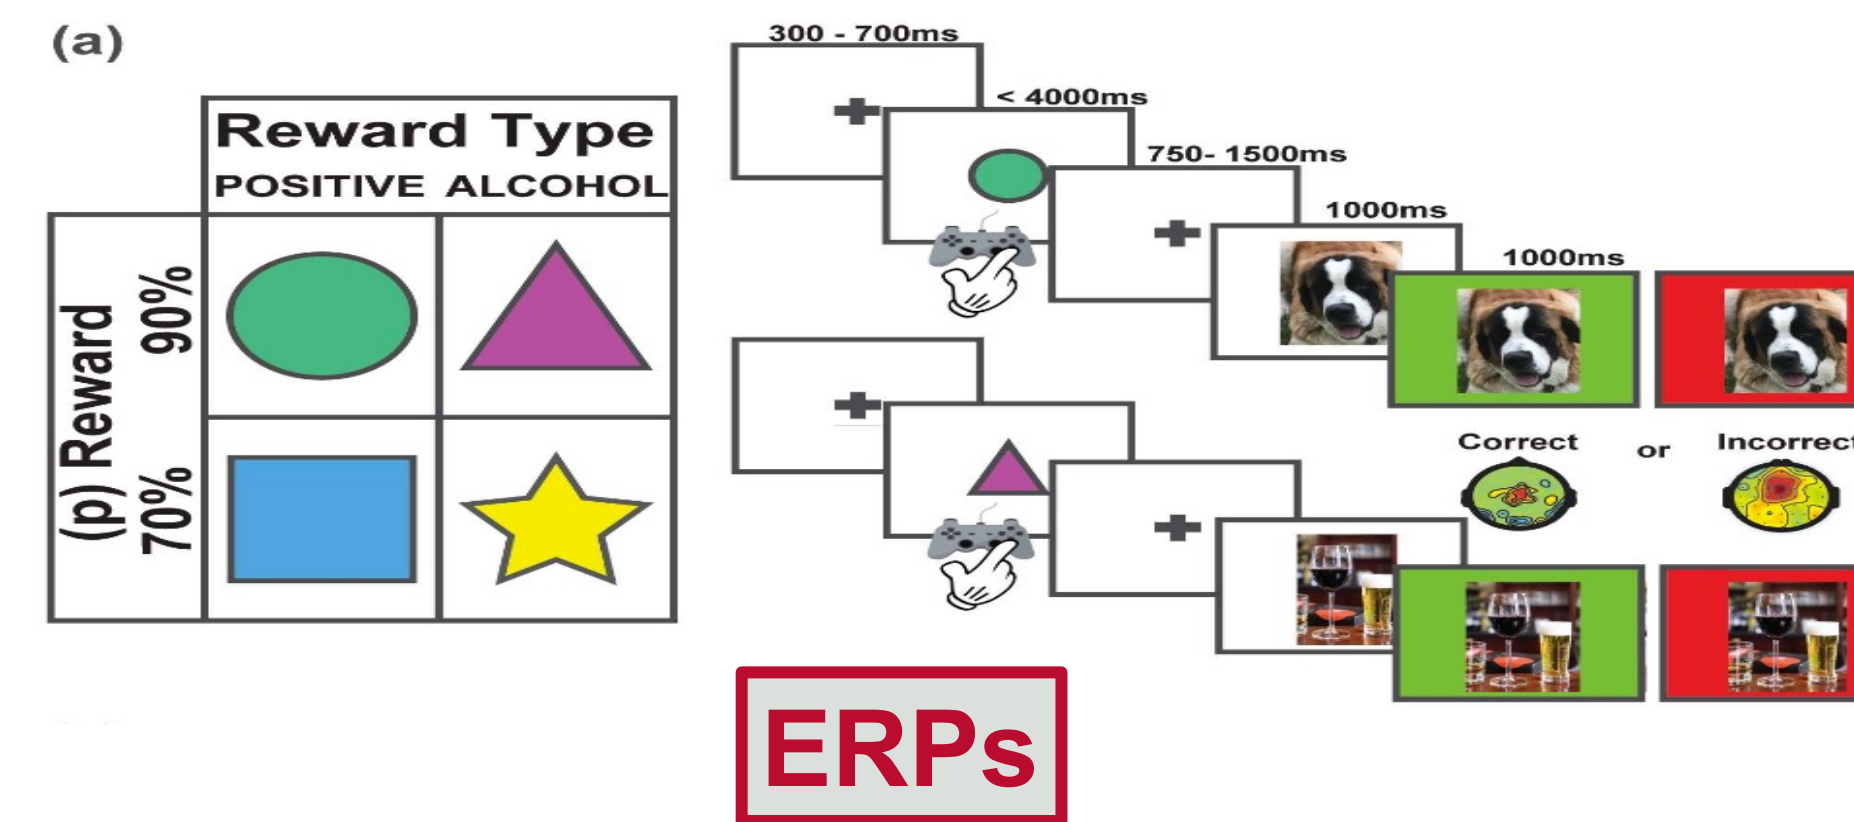 (a)
Reward Type
POSITIVE ALCOHOL
(p) Reward
90%
70%
300 - 700ms
< 4000ms
750- 1500ms
1000ms
1000ms
Correct or Incorrect
ERPs